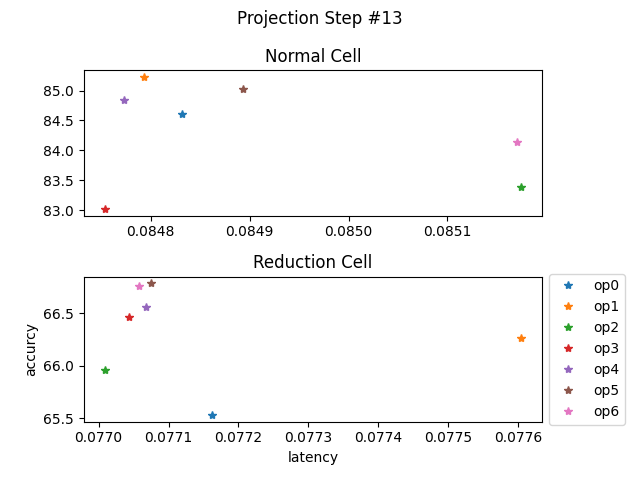 Projection Step #13
Normal Cell
85.0
84.5
84.0
83.5
83.0
0.0848 0.0849 0.0850 0.0851
Reduction Cell
66.5
66.0
65.5
accurcy
0.0770 0.0771 0.0772 0.0773 0.0774 0.0775 0.0776
latency
op0
op1
op2
op3
op4
op5
op6